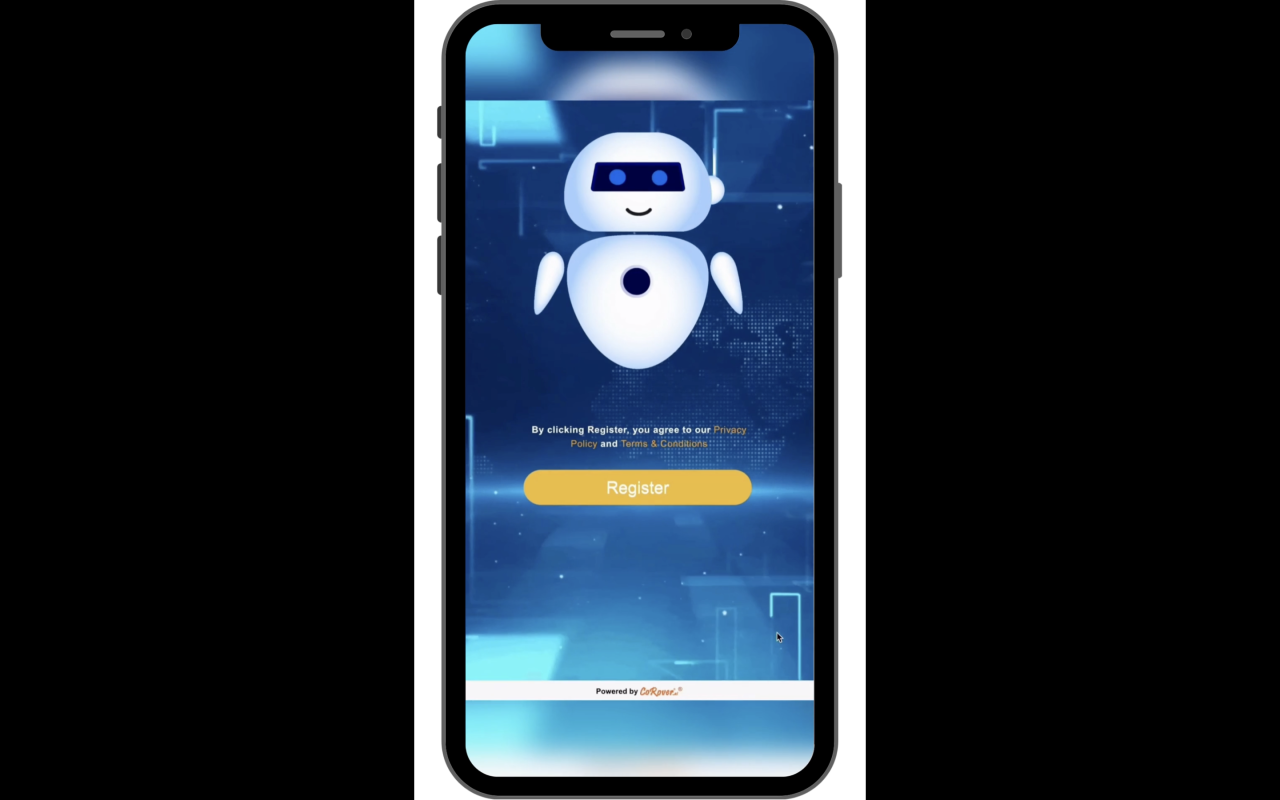 By clicking Register, you agree to our Privacy
Policy and Terms & Conditions
Register
Powered by CoRover